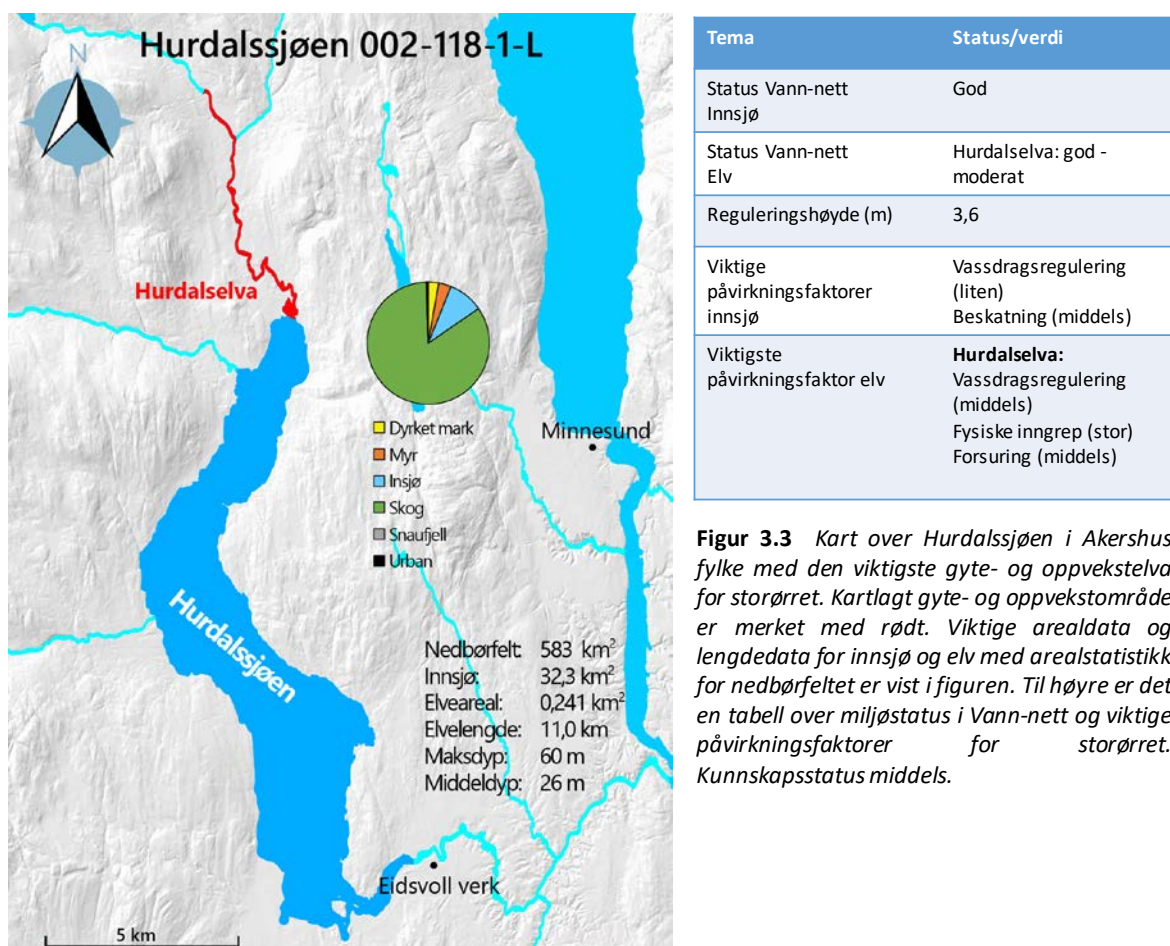 Hurdalssjøen 002-118-1-L
N
Hurdalselva
Dyrket mark
Myr
Insjø
Skog
Snaufjell
Urban
Minnesund
Hurdalssjøen
Nedbørfelt: 583 km²
Innsjø: 32,3 km²
Elveareal: 0,241 km²
Elvelengde: 11,0 km
Maksdyp: 60 m
Middeldyp: 26 m
Eidsvoll verk
5 km
Tema Status/verdi
Status Vann-nett God
Innsjø
Status Vann-nett Hurdalselva: god -
Elv moderat
Reguleringshøyde (m) 3,6
Viktige Vassdragsregulering
påvirkningsfaktorer (liten)
innsjø Beskatning (middels)
Viktigste Hurdalselva:
påvirkningsfaktor elv Vassdragsregulering
(middels)
Fysiske inngrep (stor)
Forsuring (middels)
Figur 3.3 Kart over Hurdalssjøen i Akershus
fylke med den viktigste gyte- og oppvekstelva
for storørret. Kartlagt gyte- og oppvekstområde
er merket med rødt. Viktige arealdata og
lengdedata for innsjø og elv med arealstatistikk
for nedbørfeltet er vist i figuren. Til høyre er det
en tabell over miljøstatus i Vann-nett og viktige
påvirkningsfaktorer for storørret.
Kunnskapsstatus middels.